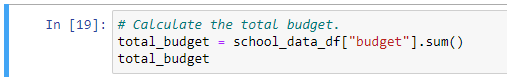 In [19]: # Calculate the total budget.
total_budget = school_data_df["budget"].sum()
total_budget